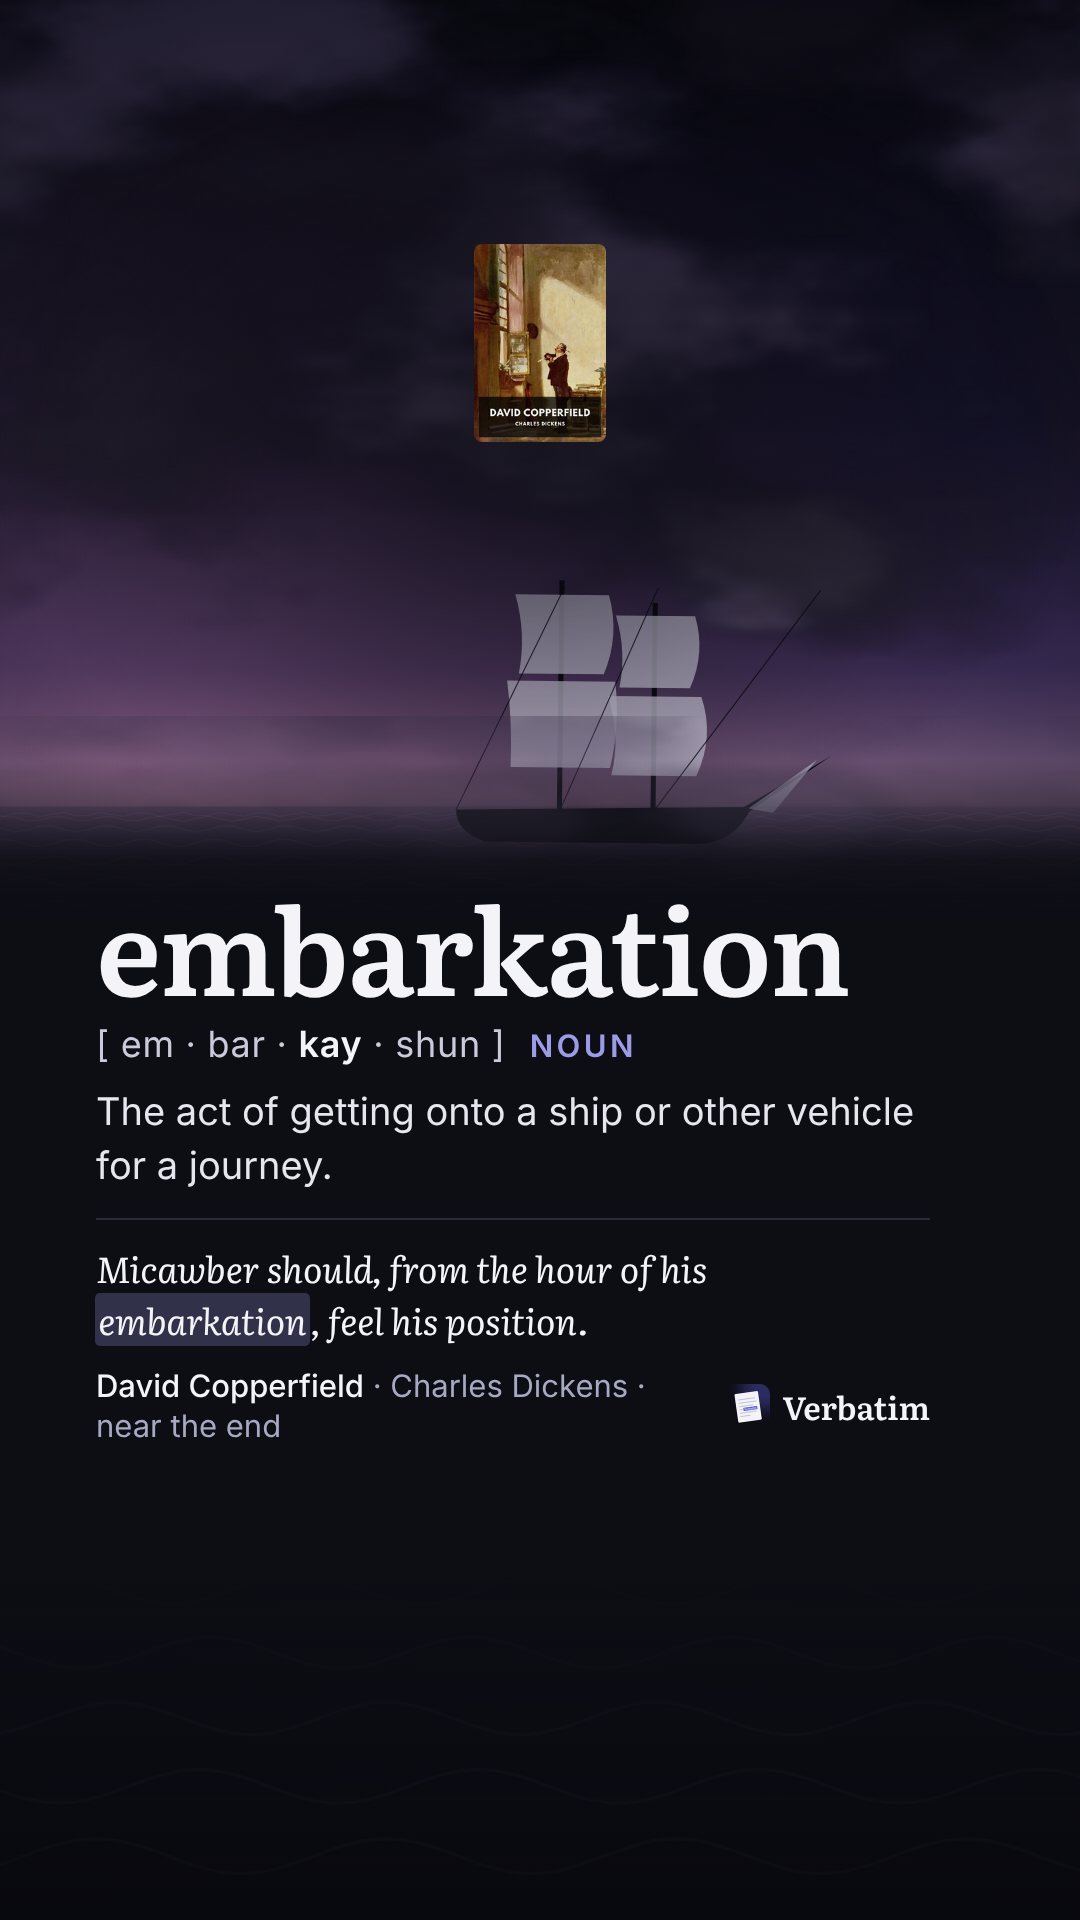 DAVID COPPERFIELD
CHARLES DICKENS
embarkation
[ em · bar · kay · shun ] NOUN
The act of getting onto a ship or other vehicle
for a journey.
Micawber should, from the hour of his
embarkation, feel his position.
David Copperfield · Charles Dickens ·
near the end
Verbatim